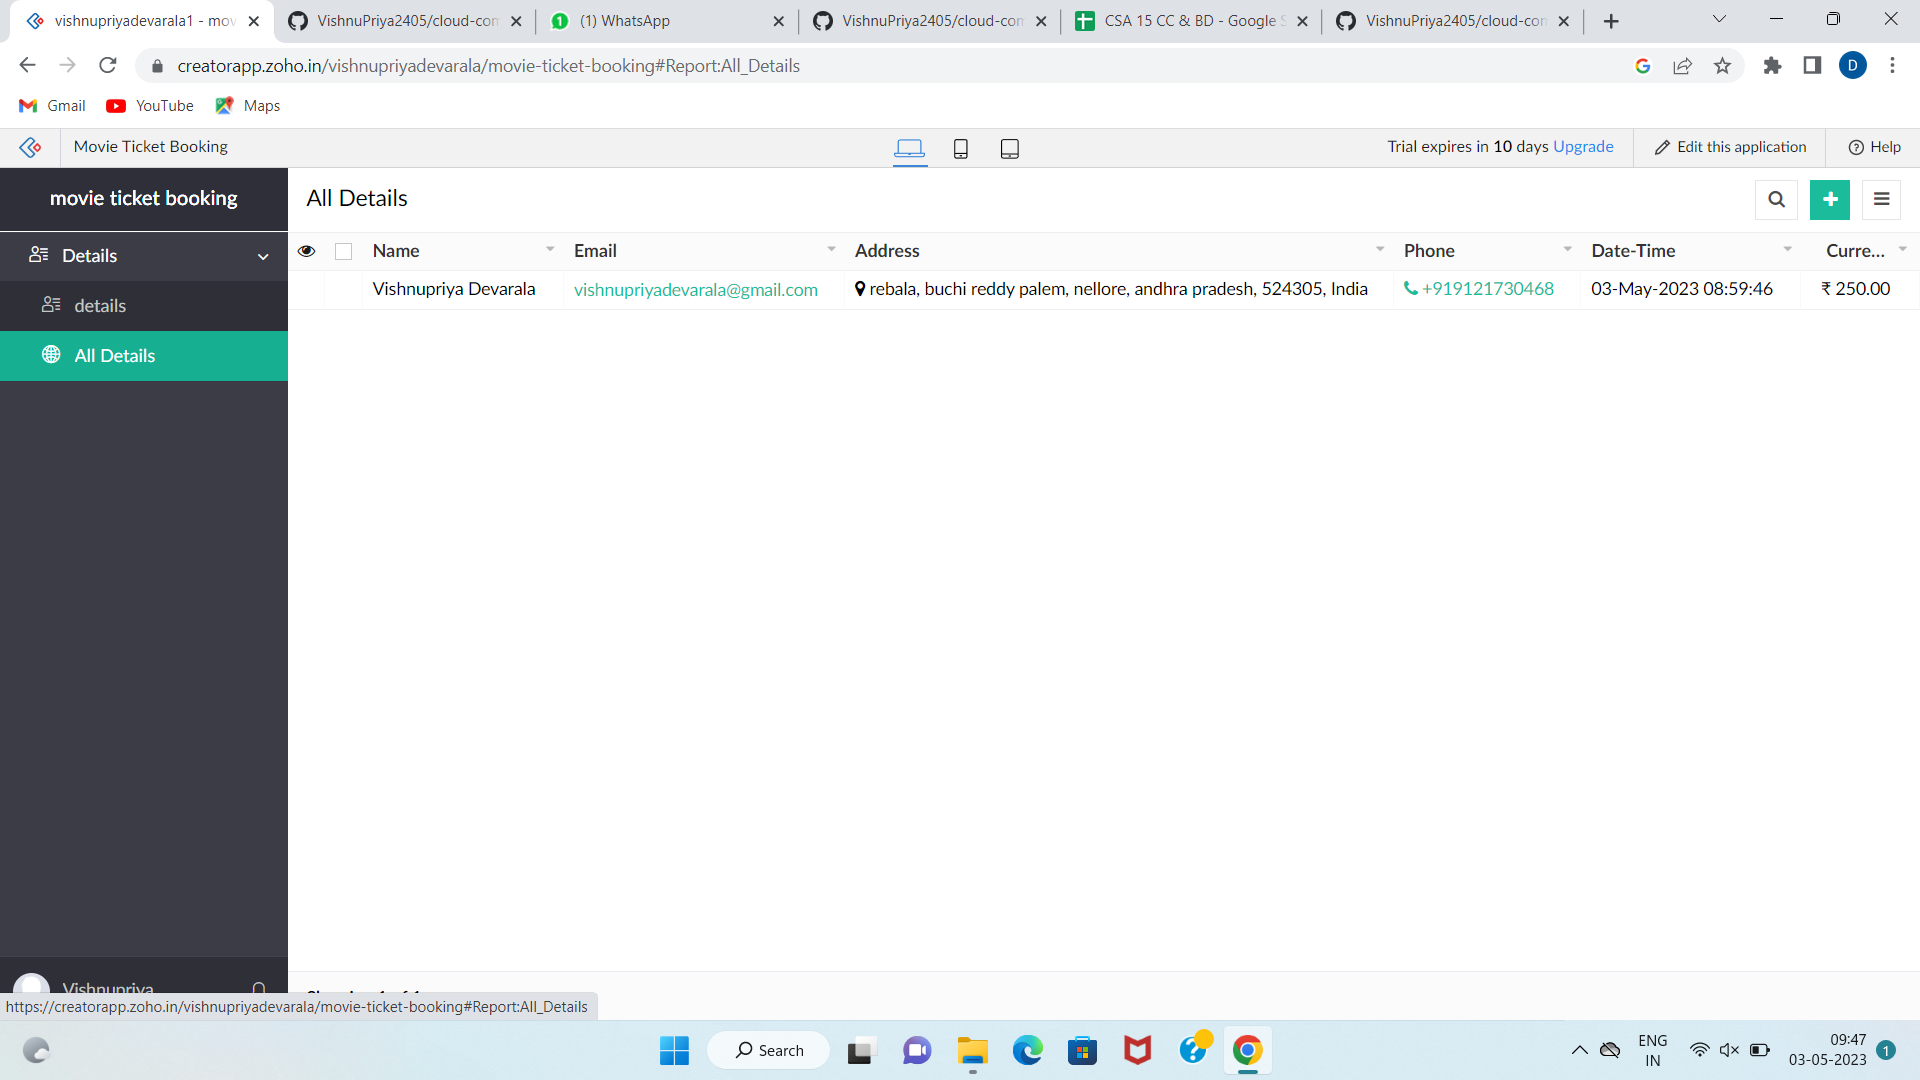 vishnupriyadevarala1 - mov
VishnuPriya2405/cloud-com
(1) WhatsApp
VishnuPriya2405/cloud-com
CSA 15 CC & BD - Google S
VishnuPriya2405/cloud-com
creatorapp.zoho.in/vishnupriyadevarala/movie-ticket-booking#Report:All_Details
D
Gmail
YouTube
Maps
Movie Ticket Booking
Trial expires in 10 days Upgrade
Edit this application
Help
movie ticket booking
All Details
Details
details
All Details
Name Email Address Phone Date-Time Curre...
Vishnupriya Devarala vishnupriyadevarala@gmail.com rebala, buchi reddy palem, nellore, andhra pradesh, 524305, India +919121730468 03-May-2023 08:59:46 ₹ 250.00
Vishnupriya
https://creatorapp.zoho.in/vishnupriyadevarala/movie-ticket-booking#Report:All_Details
Search
ENG
IN
09:47
03-05-2023
1